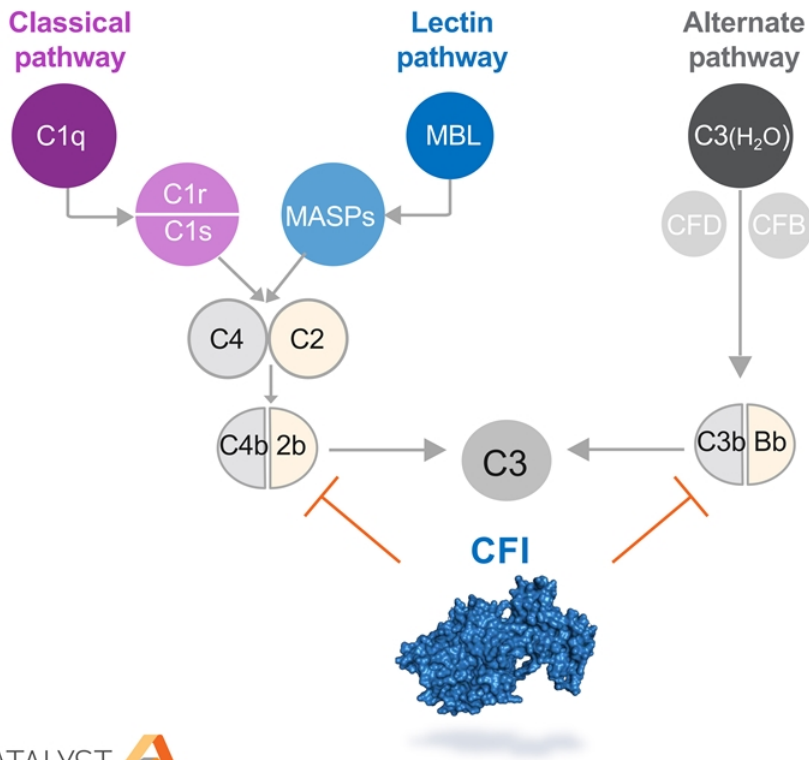 Classical
pathway
Lectin
pathway
Alternate
pathway
C1q
MBL
C3(H₂O)
C1r
C1s
MASPs
CFD
CFB
C4
C2
C4b
2b
C3
C3b
Bb
CFI